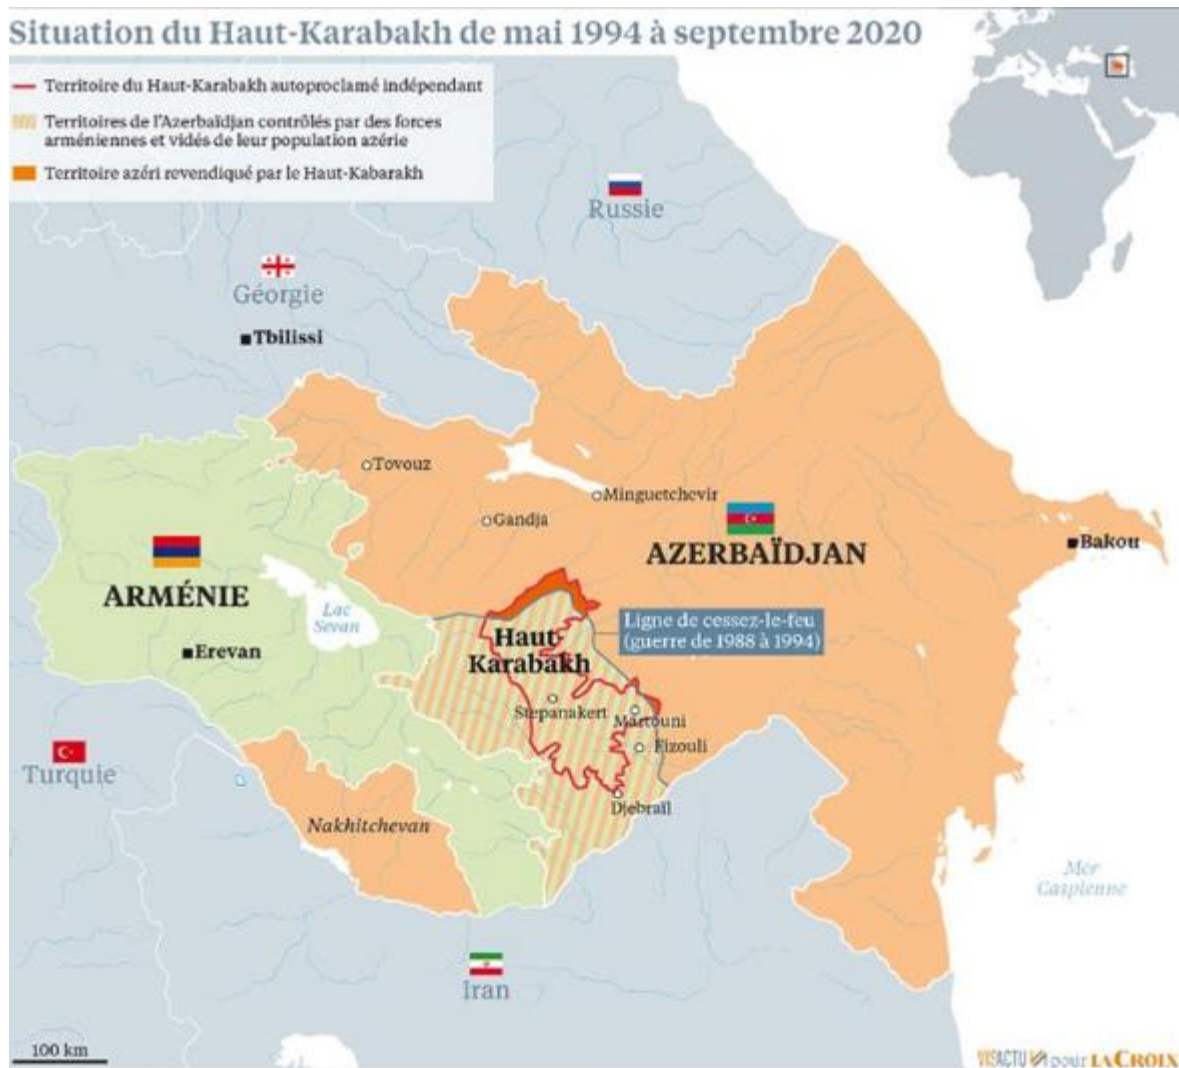 Situation du Haut-Karabakh de mai 1994 à septembre 2020
Territoire du Haut-Karabakh autoproclamé indépendant
Territoires de l'Azerbaïdjan contrôlés par des forces
arméniennes et vidés de leur population azérie
Territoire azéri revendiqué par le Haut-Kabarakh
Russie
Géorgie
Tbilissi
Tovouz
Minguetchevir
Gandja
AZERBAÏDJAN
Bakou
ARMÉNIE
Lac
Sevan
Ligne de cessez-le-feu
(guerre de 1988 à 1994)
Haut-
Karabakh
Erevan
Stepanakert
Martouni
Fizouli
Turquie
Djebraïl
Nakhitchevan
Mer
Caspienne
Iran
100 km
VISACTU pour LA CROIX